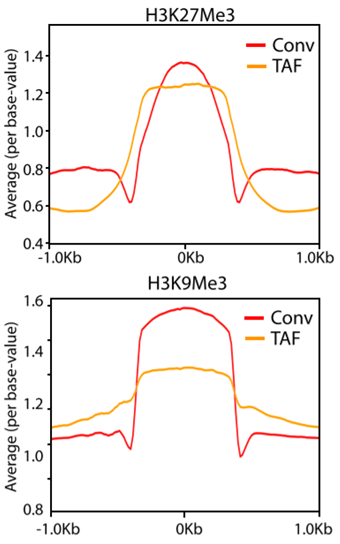 H3K27Me3
Average (per base-value)
1.4
1.2
1.0
0.8
0.6
0.4
Conv
TAF
-1.0Kb 0Kb 1.0Kb
H3K9Me3
Average (per base-value)
1.6
1.4
1.2
1.0
0.8
Conv
TAF
-1.0Kb 0Kb 1.0Kb